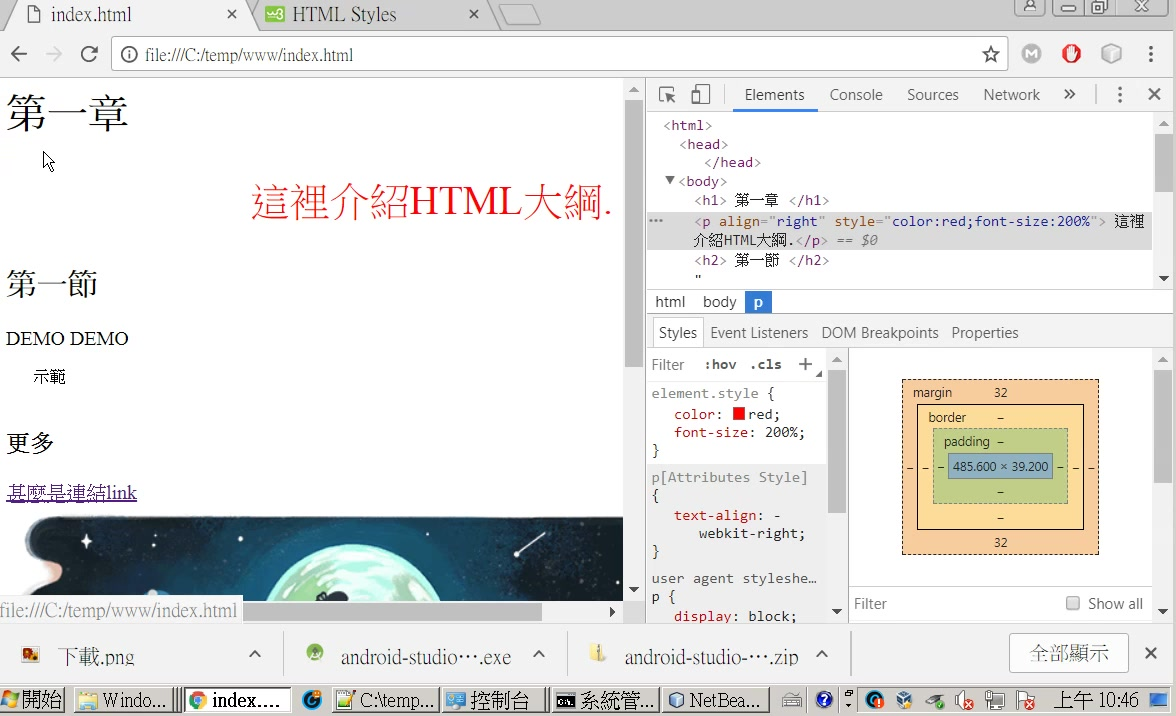 index.html
HTML Styles
file:///C:/temp/www/index.html
第一章
這裡介紹HTML大綱.
第一節
DEMO DEMO
示範
更多
甚麼是連結link
file:///C:/temp/www/index.html
Elements Console Sources Network »
<html>
<head>
</head>
<body>
<h1> 第一章 </h1>
<p align="right" style="color:red;font-size:200%"> 這裡
介紹HTML大綱.</p> == $0
<h2> 第一節 </h2>
"
html body p
Styles Event Listeners DOM Breakpoints Properties
Filter :hov .cls +
element.style {
color: red;
font-size: 200%;
}
p[Attributes Style]
{
text-align: -
webkit-right;
}
user agent styleshe…
p {
display: block;
margin 32
border –
padding –
– – – 485.600 × 39.200 – – –
–
–
32
Filter Show all
下載.png
android-studio-….exe
android-studio-….zip
全部顯示
開始
Windo...
index....
C:\temp...
控制台
系統管...
NetBea...
上午 10:46